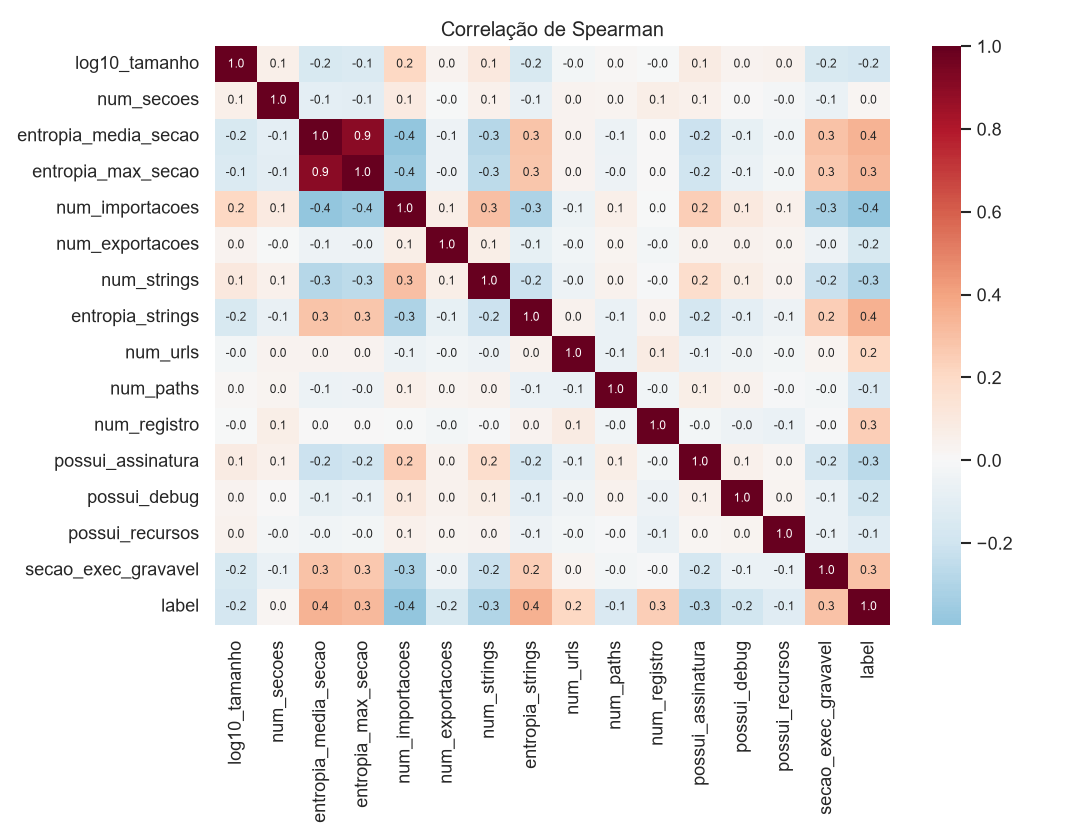 Correlação de Spearman
log10_tamanho 1.0 0.1 -0.2 -0.1 0.2 0.0 0.1 -0.2 -0.0 0.0 -0.0 0.1 0.0 0.0 -0.2 -0.2
num_secoes 0.1 1.0 -0.1 -0.1 0.1 -0.0 0.1 -0.1 0.0 0.0 0.1 0.1 0.0 -0.0 -0.1 0.0
entropia_media_secao -0.2 -0.1 1.0 0.9 -0.4 -0.1 -0.3 0.3 0.0 -0.1 0.0 -0.2 -0.1 -0.0 0.3 0.4
entropia_max_secao -0.1 -0.1 0.9 1.0 -0.4 -0.0 -0.3 0.3 0.0 -0.0 0.0 -0.2 -0.1 -0.0 0.3 0.3
num_importacoes 0.2 0.1 -0.4 -0.4 1.0 0.1 0.3 -0.3 -0.1 0.1 0.0 0.2 0.1 0.1 -0.3 -0.4
num_exportacoes 0.0 -0.0 -0.1 -0.0 0.1 1.0 0.1 -0.1 -0.0 0.0 -0.0 0.0 0.0 0.0 -0.0 -0.2
num_strings 0.1 0.1 -0.3 -0.3 0.3 0.1 1.0 -0.2 -0.0 0.0 -0.0 0.2 0.1 0.0 -0.2 -0.3
entropia_strings -0.2 -0.1 0.3 0.3 -0.3 -0.1 -0.2 1.0 0.0 -0.1 0.0 -0.2 -0.1 -0.1 0.2 0.4
num_urls -0.0 0.0 0.0 0.0 -0.1 -0.0 -0.0 0.0 1.0 -0.1 0.1 -0.1 -0.0 -0.0 0.0 0.2
num_paths 0.0 0.0 -0.1 -0.0 0.1 0.0 0.0 -0.1 -0.1 1.0 -0.0 0.1 0.0 -0.0 -0.0 -0.1
num_registro -0.0 0.1 0.0 0.0 0.0 -0.0 -0.0 0.0 0.1 -0.0 1.0 -0.0 -0.0 -0.1 -0.0 0.3
possui_assinatura 0.1 0.1 -0.2 -0.2 0.2 0.0 0.2 -0.2 -0.1 0.1 -0.0 1.0 0.1 0.0 -0.2 -0.3
possui_debug 0.0 0.0 -0.1 -0.1 0.1 0.0 0.1 -0.1 -0.0 0.0 -0.0 0.1 1.0 0.0 -0.1 -0.2
possui_recursos 0.0 -0.0 -0.0 -0.0 0.1 0.0 0.0 -0.1 -0.0 -0.0 -0.1 0.0 0.0 1.0 -0.1 -0.1
secao_exec_gravavel -0.2 -0.1 0.3 0.3 -0.3 -0.0 -0.2 0.2 0.0 -0.0 -0.0 -0.2 -0.1 -0.1 1.0 0.3
label -0.2 0.0 0.4 0.3 -0.4 -0.2 -0.3 0.4 0.2 -0.1 0.3 -0.3 -0.2 -0.1 0.3 1.0
log10_tamanho
num_secoes
entropia_media_secao
entropia_max_secao
num_importacoes
num_exportacoes
num_strings
entropia_strings
num_urls
num_paths
num_registro
possui_assinatura
possui_debug
possui_recursos
secao_exec_gravavel
label
1.0
0.8
0.6
0.4
0.2
0.0
−0.2